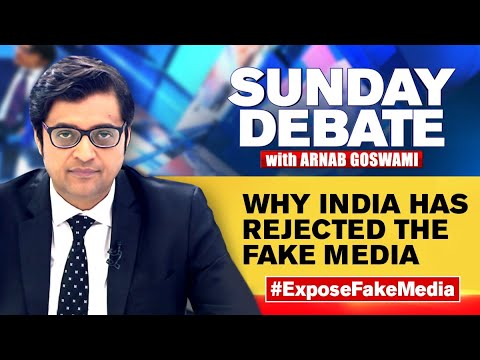 SUNDAY
DEBATE
with ARNAB GOSWAMI
WHY INDIA HAS
REJECTED THE
FAKE MEDIA
#ExposeFakeMedia